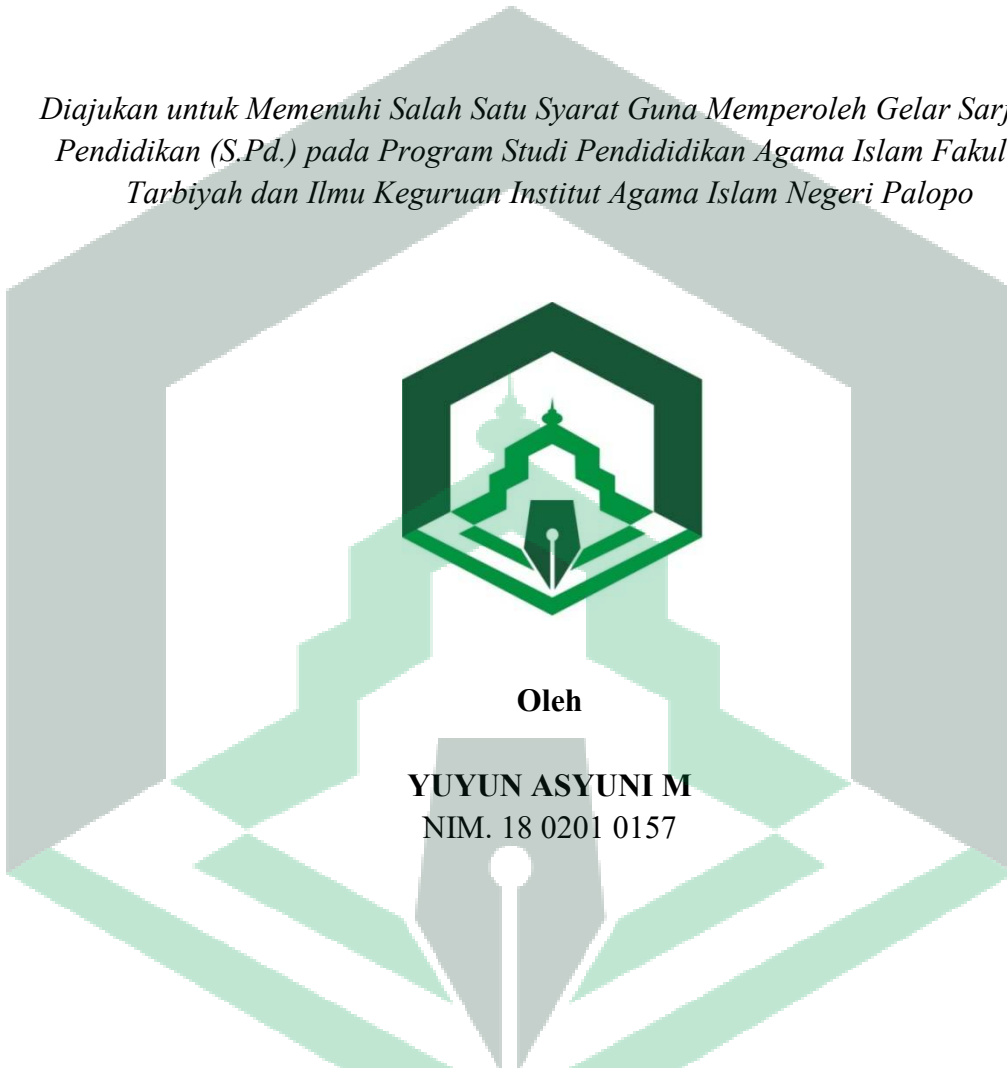 Diajukan untuk Memenuhi Salah Satu Syarat Guna Memperoleh Gelar Sarj
Pendidikan (S.Pd.) pada Program Studi Pendididikan Agama Islam Fakul
Tarbiyah dan Ilmu Keguruan Institut Agama Islam Negeri Palopo
Oleh
YUYUN ASYUNI M
NIM. 18 0201 0157